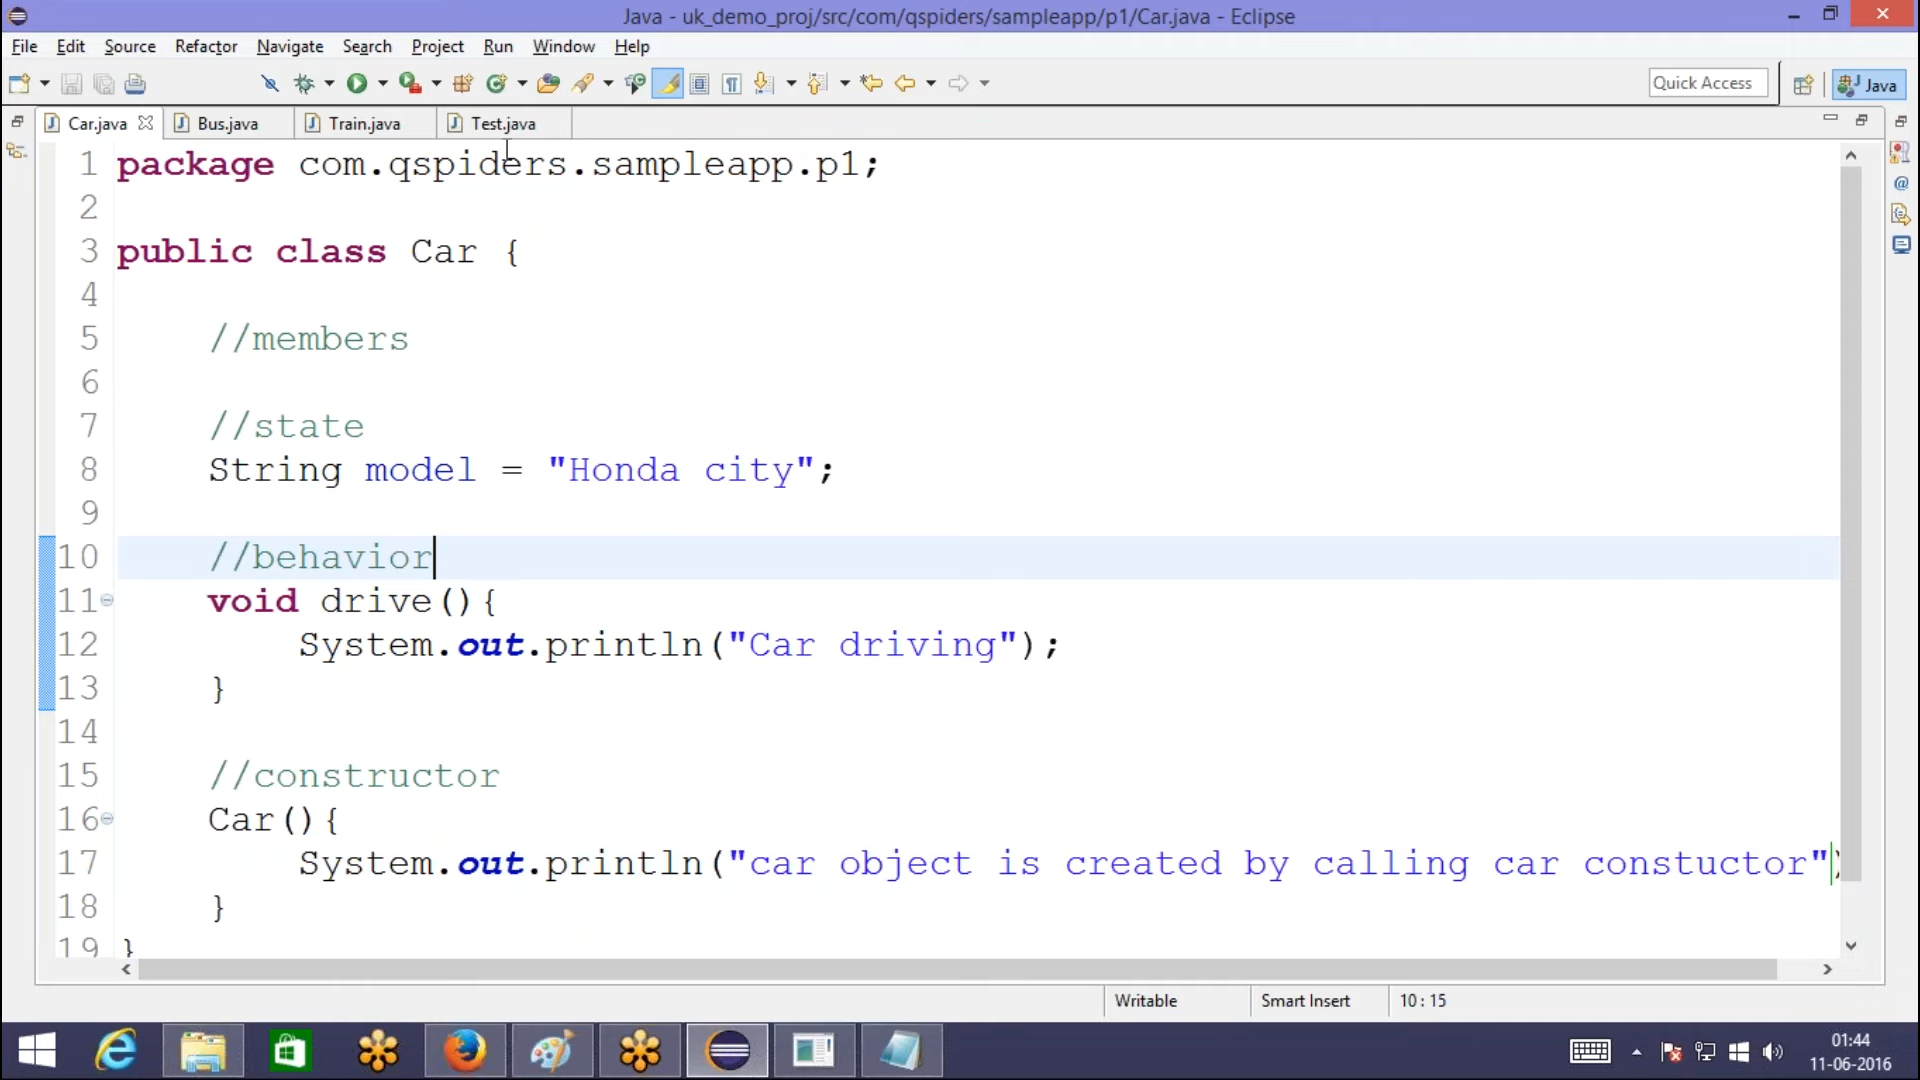 Java - uk_demo_proj/src/com/qspiders/sampleapp/p1/Car.java - Eclipse
File Edit Source Refactor Navigate Search Project Run Window Help
Quick Access Java
Car.java Bus.java Train.java Test.java
1 package com.qspiders.sampleapp.p1;
2
3 public class Car {
4
5 //members
6
7 //state
8 String model = "Honda city";
9
10 //behavior
11 void drive(){
12 System.out.println("Car driving");
13 }
14
15 //constructor
16 Car(){
17 System.out.println("car object is created by calling car constuctor")
18 }
19 }
Writable Smart Insert 10 : 15
01:44
11-06-2016